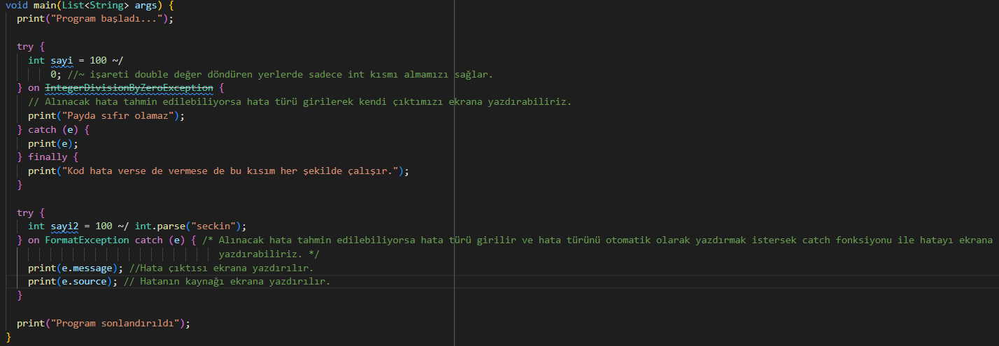 void main(List<String> args) {
print("Program başladı...");
try {
int sayi = 100 ~/
0; //~ işareti double değer döndüren yerlerde sadece int kısmı almamızı sağlar.
} on IntegerDivisionByZeroException {
// Alınacak hata tahmin edilebiliyorsa hata türü girilerek kendi çıktımızı ekrana yazdırabiliriz.
print("Payda sıfır olamaz");
} catch (e) {
print(e);
} finally {
print("Kod hata verse de vermese de bu kısım her şekilde çalışır.");
}
try {
int sayi2 = 100 ~/ int.parse("seckin");
} on FormatException catch (e) { /* Alınacak hata tahmin edilebiliyorsa hata türü girilir ve hata türünü otomatik olarak yazdırmak istersek catch fonksiyonu ile hatayı ekrana
yazdırabiliriz. */
print(e.message); //Hata çıktısı ekrana yazdırılır.
print(e.source); // Hatanın kaynağı ekrana yazdırılır.
}
print("Program sonlandırıldı");
}